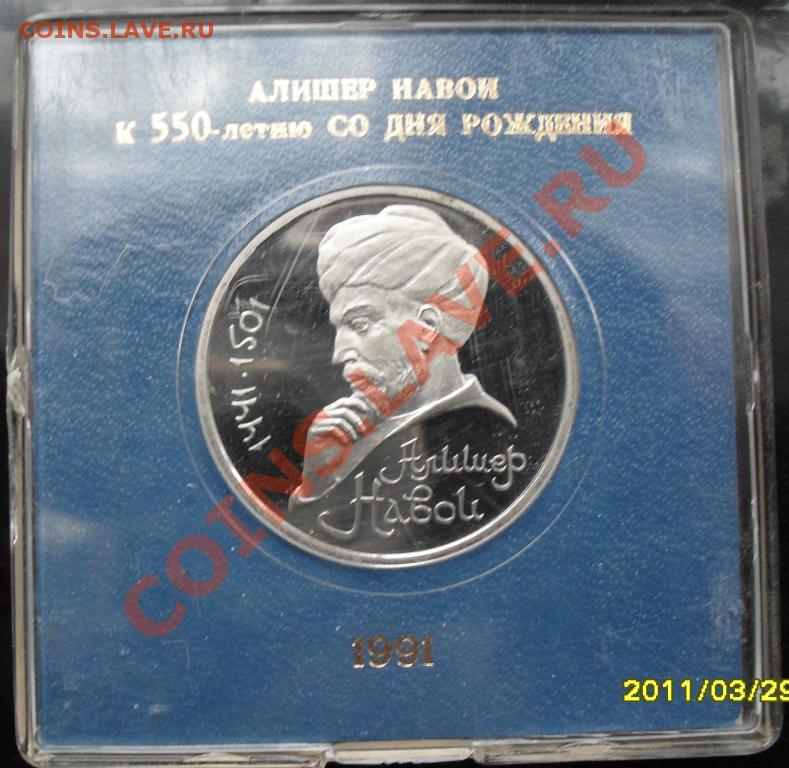 COINS.LAVE.RU
АЛИШЕР НАВОИ
К 550-летию СО ДНЯ РОЖДЕНИЯ
1441·1501
Алишер
Навои
COINS.LAVE.RU
1991
2011/03/29